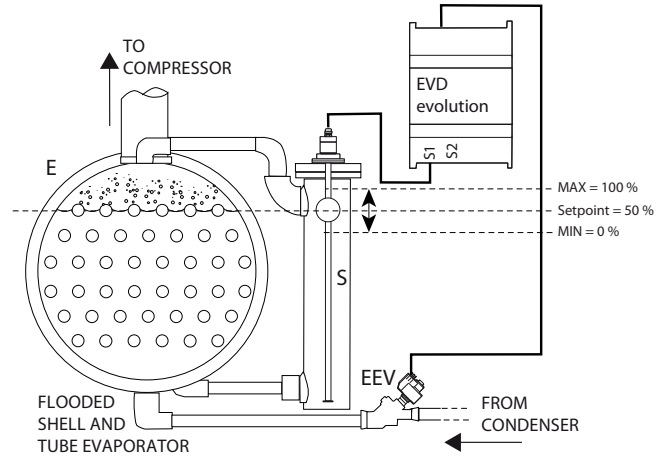 TO
COMPRESSOR
EVD
evolution
S1
S2
E
MAX = 100 %
Setpoint = 50 %
MIN = 0 %
S
EEV
FLOODED
SHELL AND
TUBE EVAPORATOR
FROM
CONDENSER